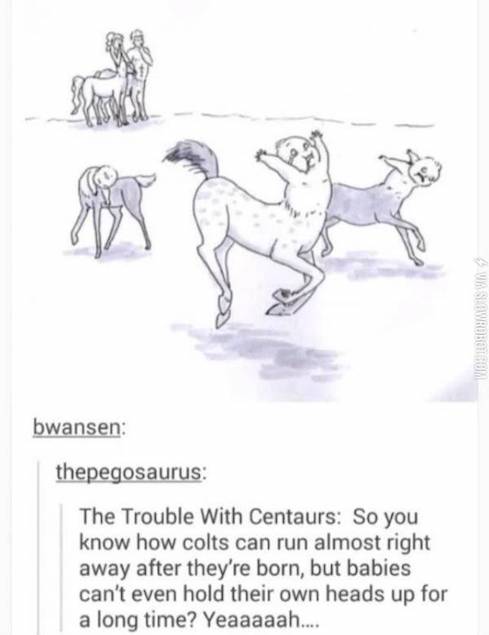 bwansen:
thepegosaurus:
The Trouble With Centaurs: So you
know how colts can run almost right
away after they're born, but babies
can't even hold their own heads up for
a long time? Yeaaaaah....
VIA SLOWROBOT.COM